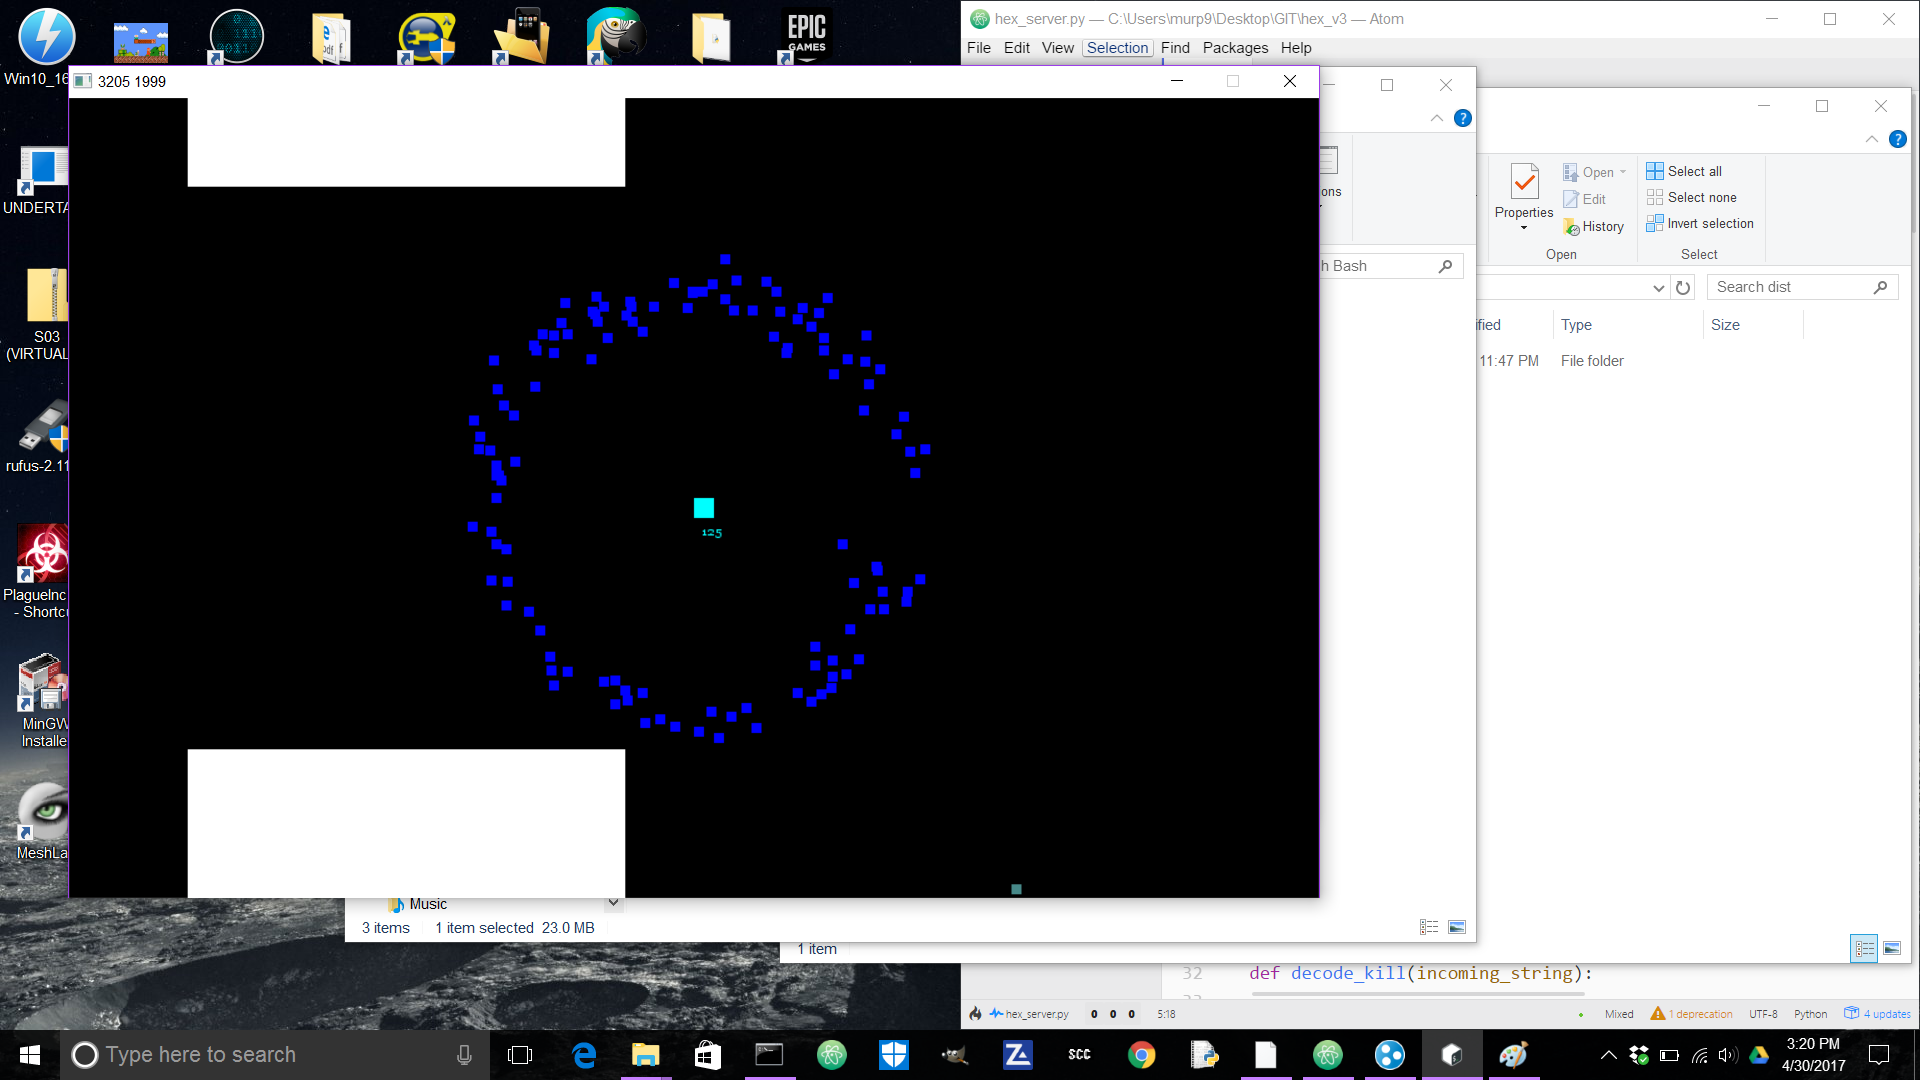 hex_server.py — C:\Users\murp9\Desktop\GIT\hex_v3 — Atom
File Edit View Selection Find Packages Help
EPIC
GAMES
Win10_16
3205 1999
UNDERTA
S03
(VIRTUAL
rufus-2.11
PlagueInc
- Shortcu
MinGW
Installe
MeshLa
125
ons
h Bash
Properties
Open
Edit
History
Open
Select all
Select none
Invert selection
Select
Search dist
ified Type Size
11:47 PM File folder
Music
3 items 1 item selected 23.0 MB
1 item
32 def decode_kill(incoming_string):
hex_server.py 0 0 0 5:18 Mixed 1 deprecation UTF-8 Python 4 updates
Type here to search
SCC
3:20 PM
4/30/2017